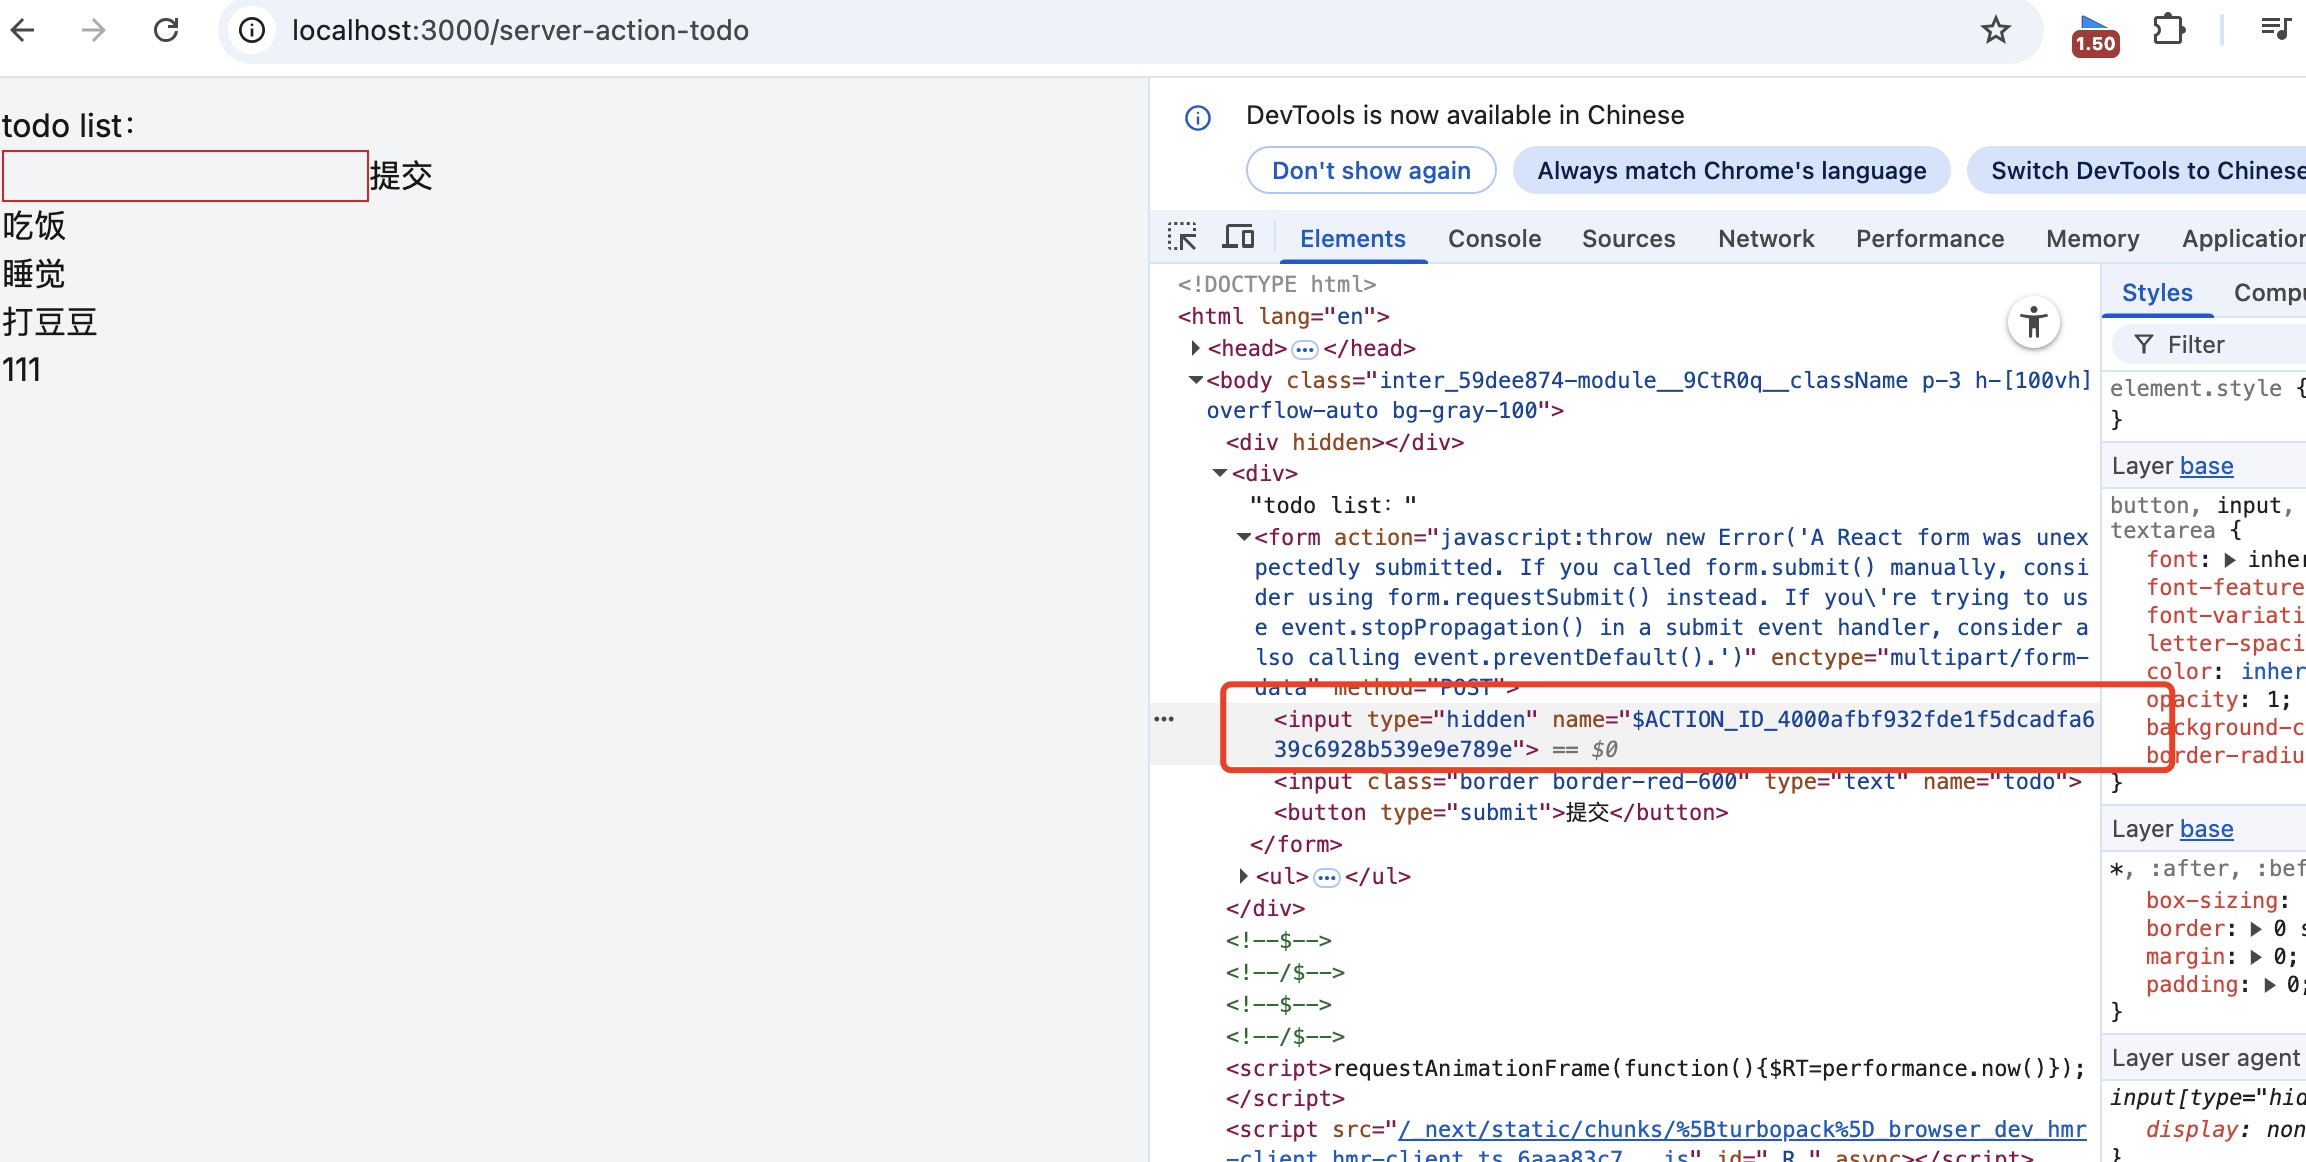 localhost:3000/server-action-todo
1.50
todo list：
提交
吃饭
睡觉
打豆豆
111
DevTools is now available in Chinese
Don't show again
Always match Chrome's language
Switch DevTools to Chinese
Elements
Console
Sources
Network
Performance
Memory
Application
<!DOCTYPE html>
<html lang="en">
<head>…</head>
<body class="inter_59dee874-module__9CtR0q__className p-3 h-[100vh]
overflow-auto bg-gray-100">
<div hidden></div>
<div>
"todo list："
<form action="javascript:throw new Error('A React form was unex
pectedly submitted. If you called form.submit() manually, consi
der using form.requestSubmit() instead. If you\'re trying to us
e event.stopPropagation() in a submit event handler, consider a
lso calling event.preventDefault().')" enctype="multipart/form-
data" method="POST">
<input type="hidden" name="$ACTION_ID_4000afbf932fde1f5dcadfa6
39c6928b539e9e789e"> == $0
<input class="border border-red-600" type="text" name="todo">
<button type="submit">提交</button>
</form>
<ul>…</ul>
</div>
<!--$-->
<!--/$-->
<!--$-->
<!--/$-->
<script>requestAnimationFrame(function(){$RT=performance.now()});
</script>
<script src="/_next/static/chunks/%5Bturbopack%5D_browser_dev_hmr
-client_hmr-client_ts_6aaa83c7._.js" id="_R_" async></script>
Styles
Compu
Filter
element.style {
}
Layer base
button, input,
textarea {
font: inher
font-feature
font-variati
letter-spaci
color: inher
opacity: 1;
background-c
border-radiu
}
Layer base
*, :after, :bef
box-sizing:
border: 0 s
margin: 0;
padding: 0;
}
Layer user agent
input[type="hid
display: non
}